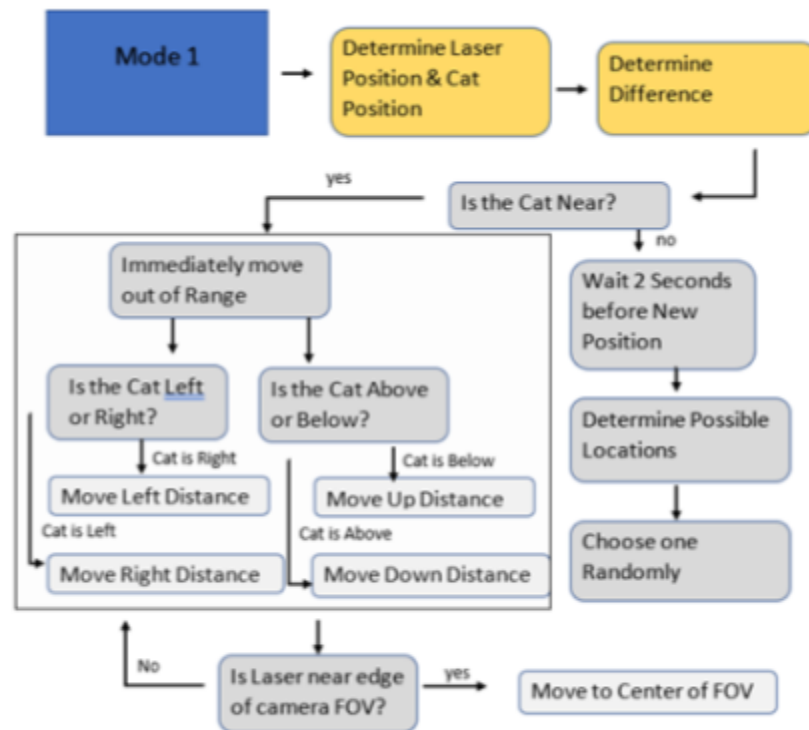 Mode 1
Determine Laser
Position & Cat
Position
Determine
Difference
yes
Is the Cat Near?
no
Immediately move
out of Range
Wait 2 Seconds
before New
Position
Is the Cat Left
or Right?
Is the Cat Above
or Below?
Determine Possible
Locations
Cat is Right
Cat is Below
Move Left Distance
Move Up Distance
Cat is Left
Cat is Above
Choose one
Randomly
Move Right Distance
Move Down Distance
No
Is Laser near edge
of camera FOV?
yes
Move to Center of FOV